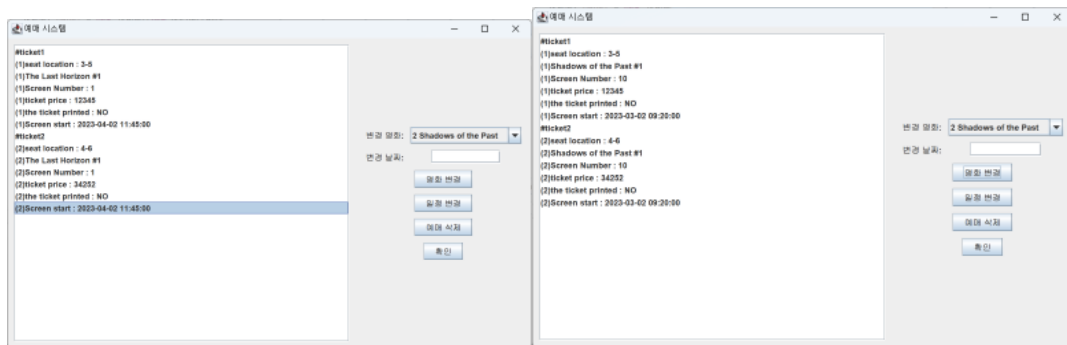 예매 시스템
#ticket1
(1)seat location : 3-5
(1)The Last Horizon #1
(1)Screen Number : 1
(1)ticket price : 12345
(1)the ticket printed : NO
(1)Screen start : 2023-04-02 11:45:00
#ticket2
(2)seat location : 4-6
(2)The Last Horizon #1
(2)Screen Number : 1
(2)ticket price : 34252
(2)the ticket printed : NO
(2)Screen start : 2023-04-02 11:45:00
변경 영화: 2 Shadows of the Past
변경 날짜:
영화 변경
일정 변경
예매 삭제
확인
예매 시스템
#ticket1
(1)seat location : 3-5
(1)Shadows of the Past #1
(1)Screen Number : 10
(1)ticket price : 12345
(1)the ticket printed : NO
(1)Screen start : 2023-03-02 09:20:00
#ticket2
(2)seat location : 4-6
(2)Shadows of the Past #1
(2)Screen Number : 10
(2)ticket price : 34252
(2)the ticket printed : NO
(2)Screen start : 2023-03-02 09:20:00
변경 영화: 2 Shadows of the Past
변경 날짜:
영화 변경
일정 변경
예매 삭제
확인